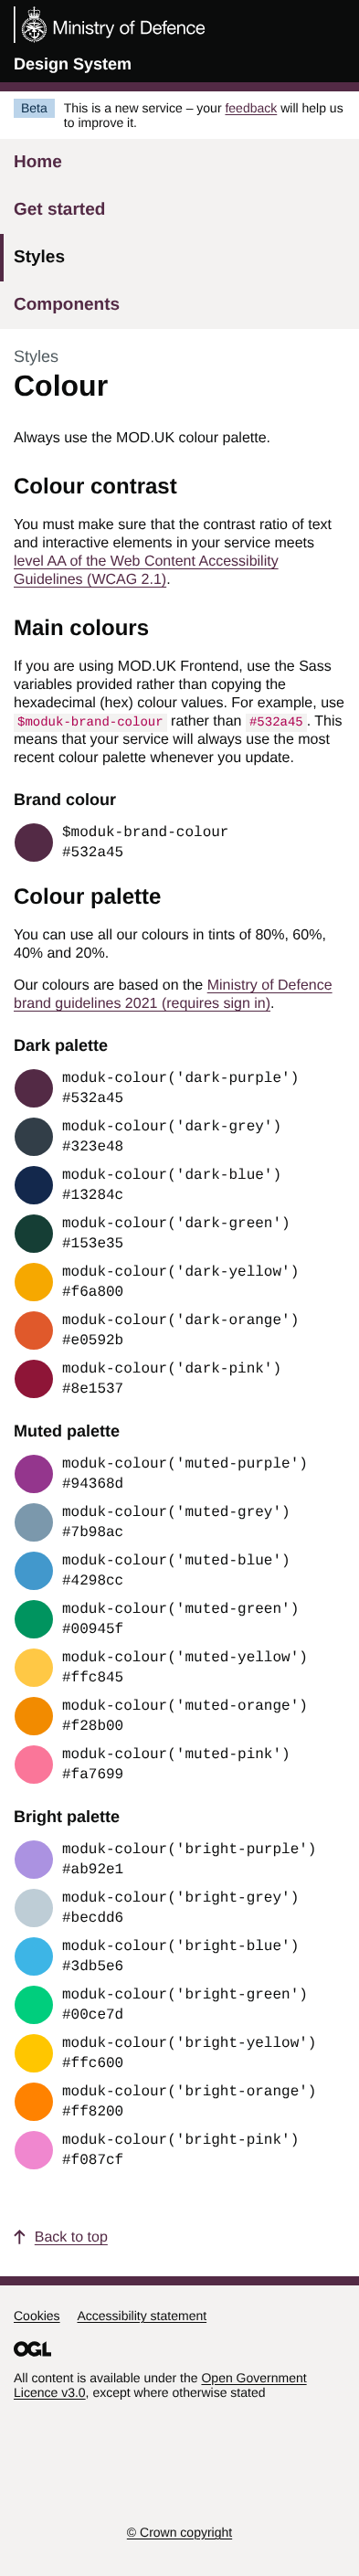 Ministry of Defence
Design System
Beta This is a new service – your feedback will help us
to improve it.
Home
Get started
Styles
Components
Styles
Colour
Always use the MOD.UK colour palette.
Colour contrast
You must make sure that the contrast ratio of text
and interactive elements in your service meets
level AA of the Web Content Accessibility
Guidelines (WCAG 2.1).
Main colours
If you are using MOD.UK Frontend, use the Sass
variables provided rather than copying the
hexadecimal (hex) colour values. For example, use
$moduk-brand-colour rather than #532a45. This
means that your service will always use the most
recent colour palette whenever you update.
Brand colour
$moduk-brand-colour
#532a45
Colour palette
You can use all our colours in tints of 80%, 60%,
40% and 20%.
Our colours are based on the Ministry of Defence
brand guidelines 2021 (requires sign in).
Dark palette
moduk-colour('dark-purple')
#532a45
moduk-colour('dark-grey')
#323e48
moduk-colour('dark-blue')
#13284c
moduk-colour('dark-green')
#153e35
moduk-colour('dark-yellow')
#f6a800
moduk-colour('dark-orange')
#e0592b
moduk-colour('dark-pink')
#8e1537
Muted palette
moduk-colour('muted-purple')
#94368d
moduk-colour('muted-grey')
#7b98ac
moduk-colour('muted-blue')
#4298cc
moduk-colour('muted-green')
#00945f
moduk-colour('muted-yellow')
#ffc845
moduk-colour('muted-orange')
#f28b00
moduk-colour('muted-pink')
#fa7699
Bright palette
moduk-colour('bright-purple')
#ab92e1
moduk-colour('bright-grey')
#becdd6
moduk-colour('bright-blue')
#3db5e6
moduk-colour('bright-green')
#00ce7d
moduk-colour('bright-yellow')
#ffc600
moduk-colour('bright-orange')
#ff8200
moduk-colour('bright-pink')
#f087cf
Back to top
Cookies Accessibility statement
OGL
All content is available under the Open Government
Licence v3.0, except where otherwise stated
© Crown copyright